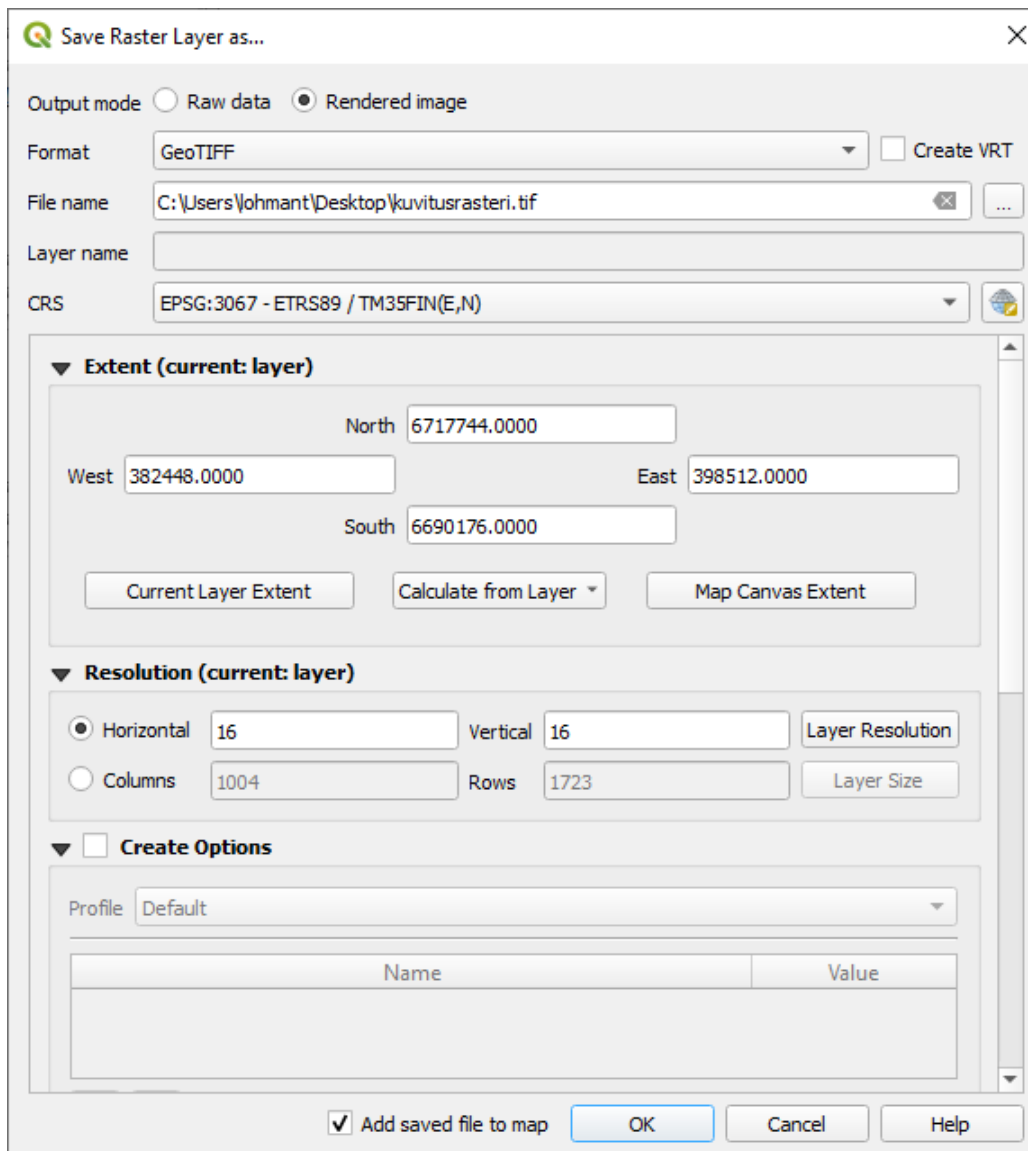 Save Raster Layer as...
Output mode Raw data Rendered image
Format GeoTIFF Create VRT
File name C:\Users\lohmant\Desktop\kuvitusrasteri.tif ...
Layer name
CRS EPSG:3067 - ETRS89 / TM35FIN(E,N)
Extent (current: layer)
North 6717744.0000
West 382448.0000 East 398512.0000
South 6690176.0000
Current Layer Extent Calculate from Layer Map Canvas Extent
Resolution (current: layer)
Horizontal 16 Vertical 16 Layer Resolution
Columns 1004 Rows 1723 Layer Size
Create Options
Profile Default
Name Value
Add saved file to map OK Cancel Help